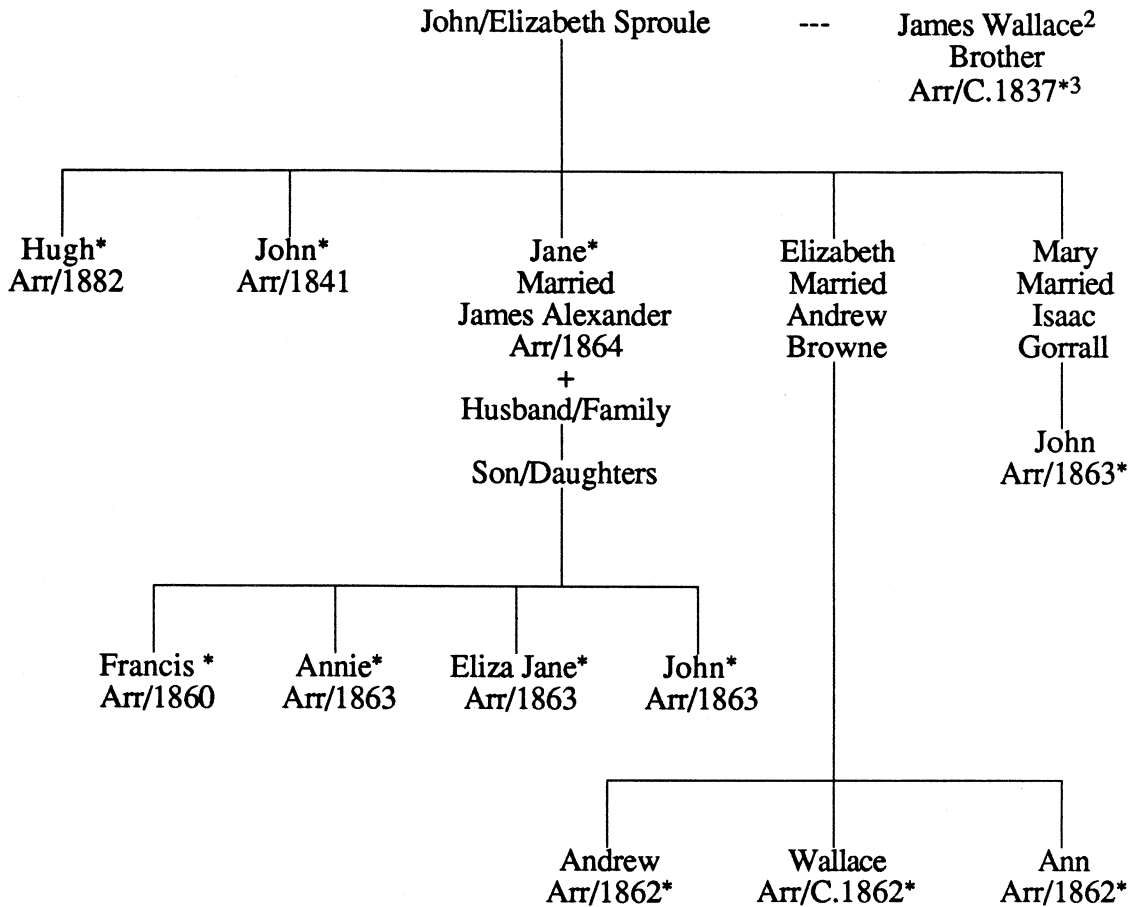 John/Elizabeth Sproule --- James Wallace2
Brother
Arr/C.1837*3
Hugh*
Arr/1882
John*
Arr/1841
Jane*
Married
James Alexander
Arr/1864
+
Husband/Family
Son/Daughters
Elizabeth
Married
Andrew
Browne
Mary
Married
Isaac
Gorrall
John
Arr/1863*
Francis *
Arr/1860
Annie*
Arr/1863
Eliza Jane*
Arr/1863
John*
Arr/1863
Andrew
Arr/1862*
Wallace
Arr/C.1862*
Ann
Arr/1862*